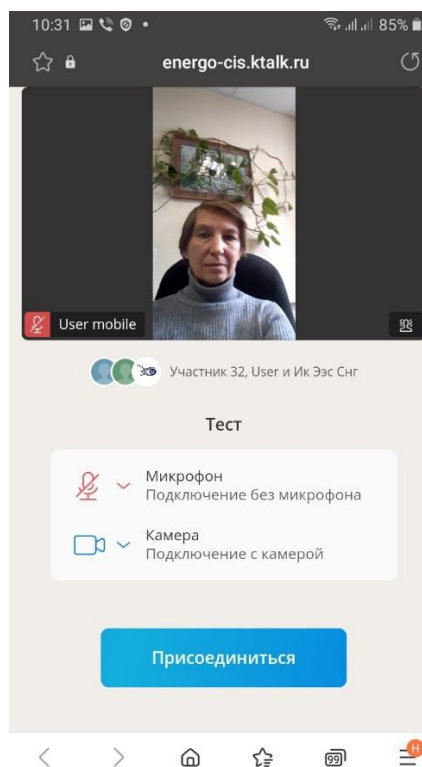 10:31 85%
energo-cis.ktalk.ru
User mobile
Участник 32, User и Ик Ээс Снг
Тест
Микрофон
Подключение без микрофона
Камера
Подключение с камерой
Присоединиться
99 H